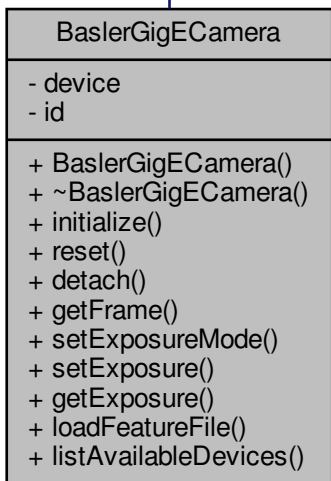 BaslerGigECamera
- device
- id
+ BaslerGigECamera()
+ ~BaslerGigECamera()
+ initialize()
+ reset()
+ detach()
+ getFrame()
+ setExposureMode()
+ setExposure()
+ getExposure()
+ loadFeatureFile()
+ listAvailableDevices()